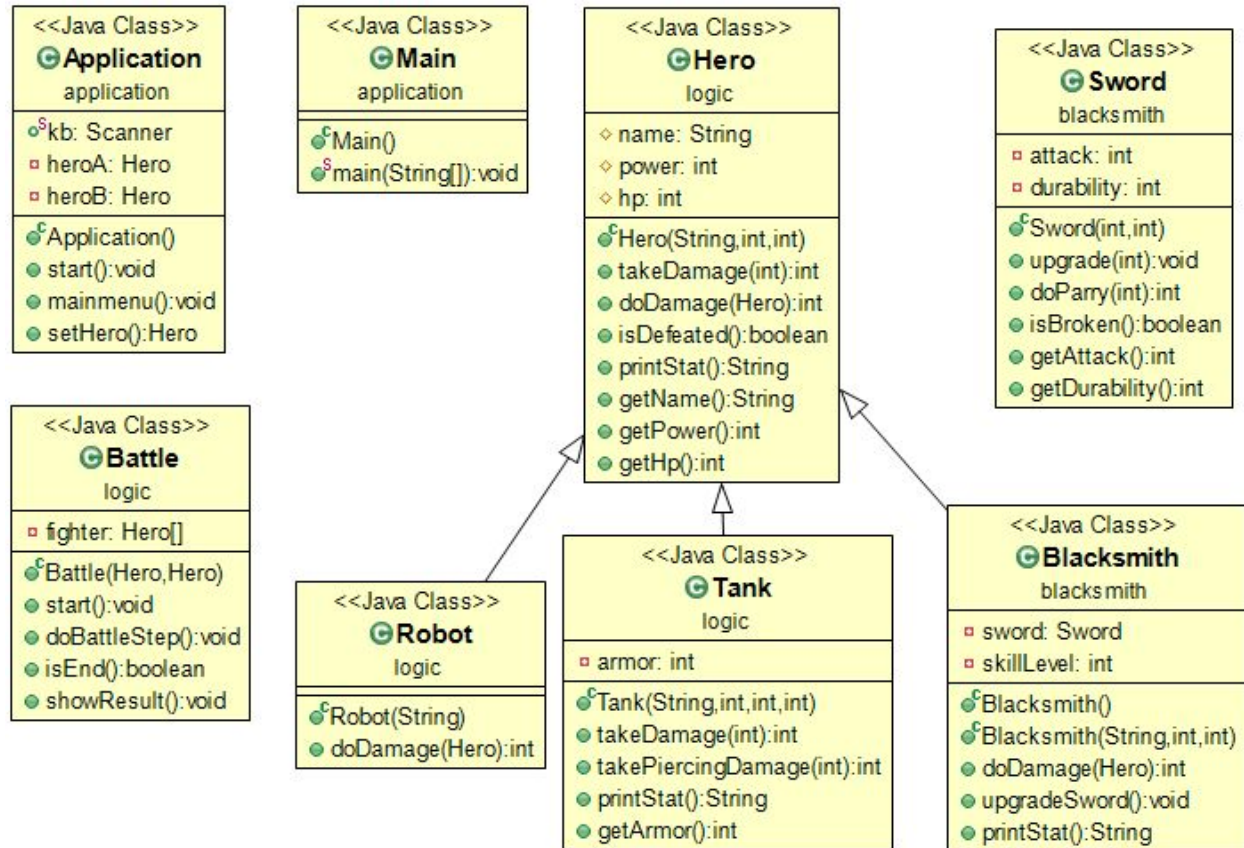 <<Java Class>>
Application
application
kb: Scanner
heroA: Hero
heroB: Hero
Application()
start():void
mainmenu():void
setHero():Hero
<<Java Class>>
Main
application
Main()
main(String[]):void
<<Java Class>>
Hero
logic
name: String
power: int
hp: int
Hero(String,int,int)
takeDamage(int):int
doDamage(Hero):int
isDefeated():boolean
printStat():String
getName():String
getPower():int
getHp():int
<<Java Class>>
Sword
blacksmith
attack: int
durability: int
Sword(int,int)
upgrade(int):void
doParry(int):int
isBroken():boolean
getAttack():int
getDurability():int
<<Java Class>>
Battle
logic
fighter: Hero[]
Battle(Hero,Hero)
start():void
doBattleStep():void
isEnd():boolean
showResult():void
<<Java Class>>
Robot
logic
Robot(String)
doDamage(Hero):int
<<Java Class>>
Tank
logic
armor: int
Tank(String,int,int,int)
takeDamage(int):int
takePiercingDamage(int):int
printStat():String
getArmor():int
<<Java Class>>
Blacksmith
blacksmith
sword: Sword
skillLevel: int
Blacksmith()
Blacksmith(String,int,int)
doDamage(Hero):int
upgradeSword():void
printStat():String